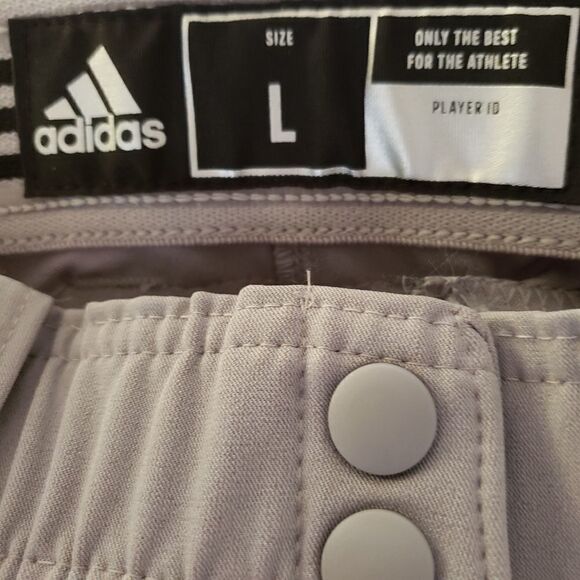 adidas
SIZE
L
ONLY THE BEST
FOR THE ATHLETE
PLAYER ID